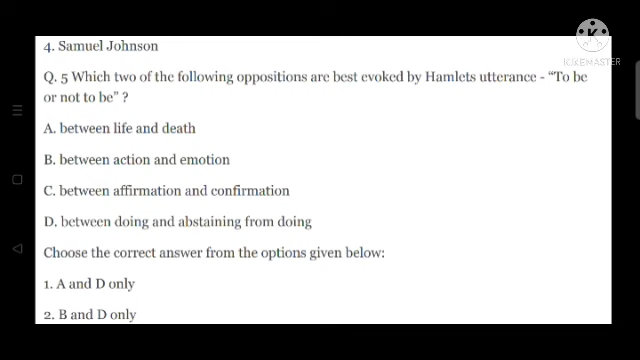 KINEMASTER
4. Samuel Johnson
Q. 5 Which two of the following oppositions are best evoked by Hamlets utterance - “To be
or not to be” ?
A. between life and death
B. between action and emotion
C. between affirmation and confirmation
D. between doing and abstaining from doing
Choose the correct answer from the options given below:
1. A and D only
2. B and D only